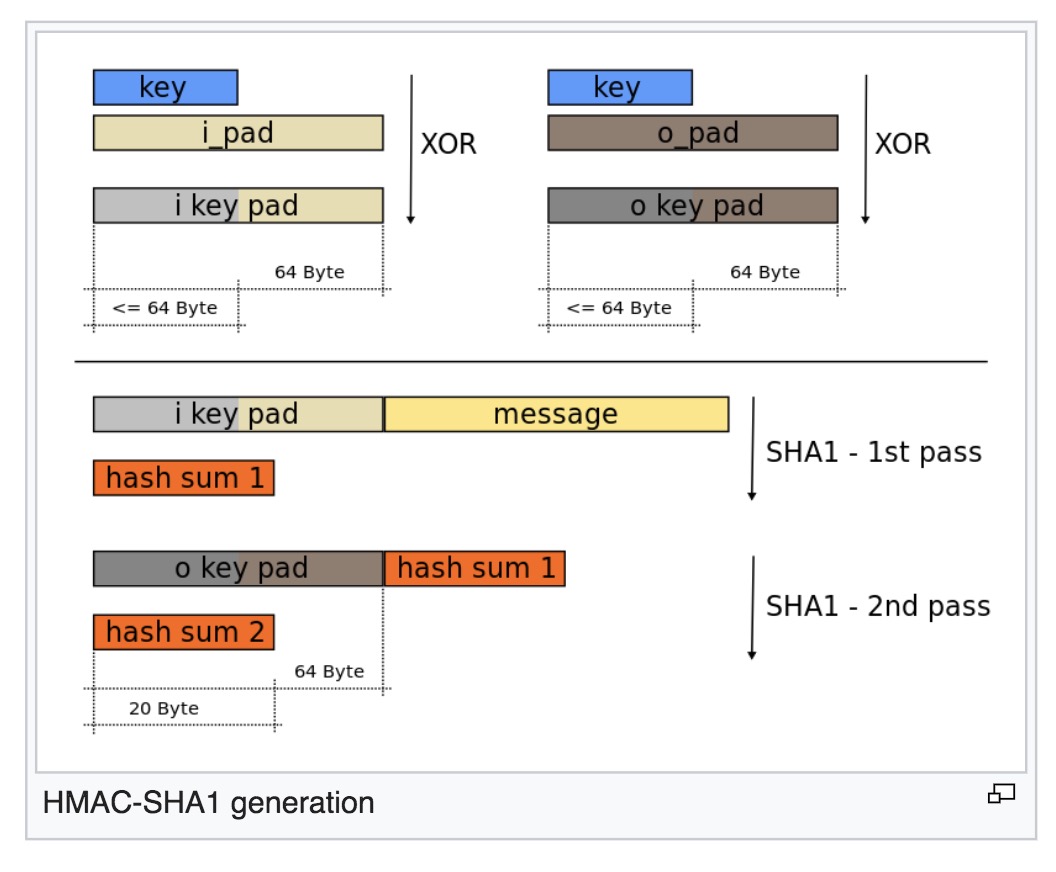 key
i_pad
XOR
i key pad
64 Byte
<= 64 Byte
key
o_pad
XOR
o key pad
64 Byte
<= 64 Byte
i key pad message
SHA1 - 1st pass
hash sum 1
o key pad hash sum 1
SHA1 - 2nd pass
hash sum 2
64 Byte
20 Byte
HMAC-SHA1 generation